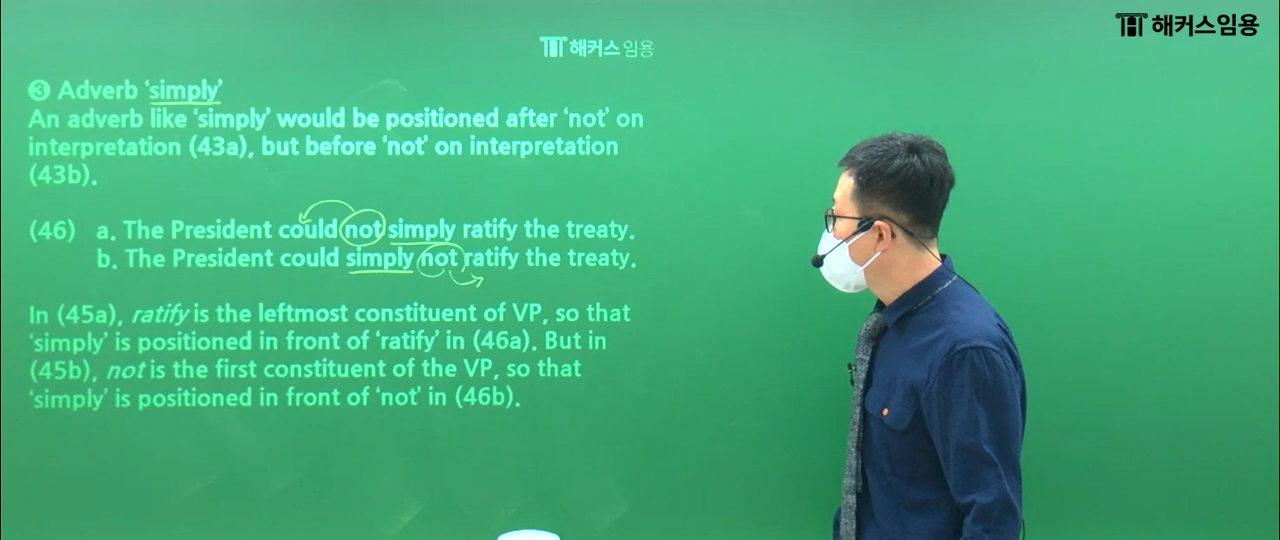 해커스임용
해커스임용
❸ Adverb ‘simply’
An adverb like ‘simply’ would be positioned after ‘not’ on
interpretation (43a), but before ‘not’ on interpretation
(43b).
(46) a. The President could not simply ratify the treaty.
b. The President could simply not ratify the treaty.
In (45a), ratify is the leftmost constituent of VP, so that
‘simply’ is positioned in front of ‘ratify’ in (46a). But in
(45b), not is the first constituent of the VP, so that
‘simply’ is positioned in front of ‘not’ in (46b).